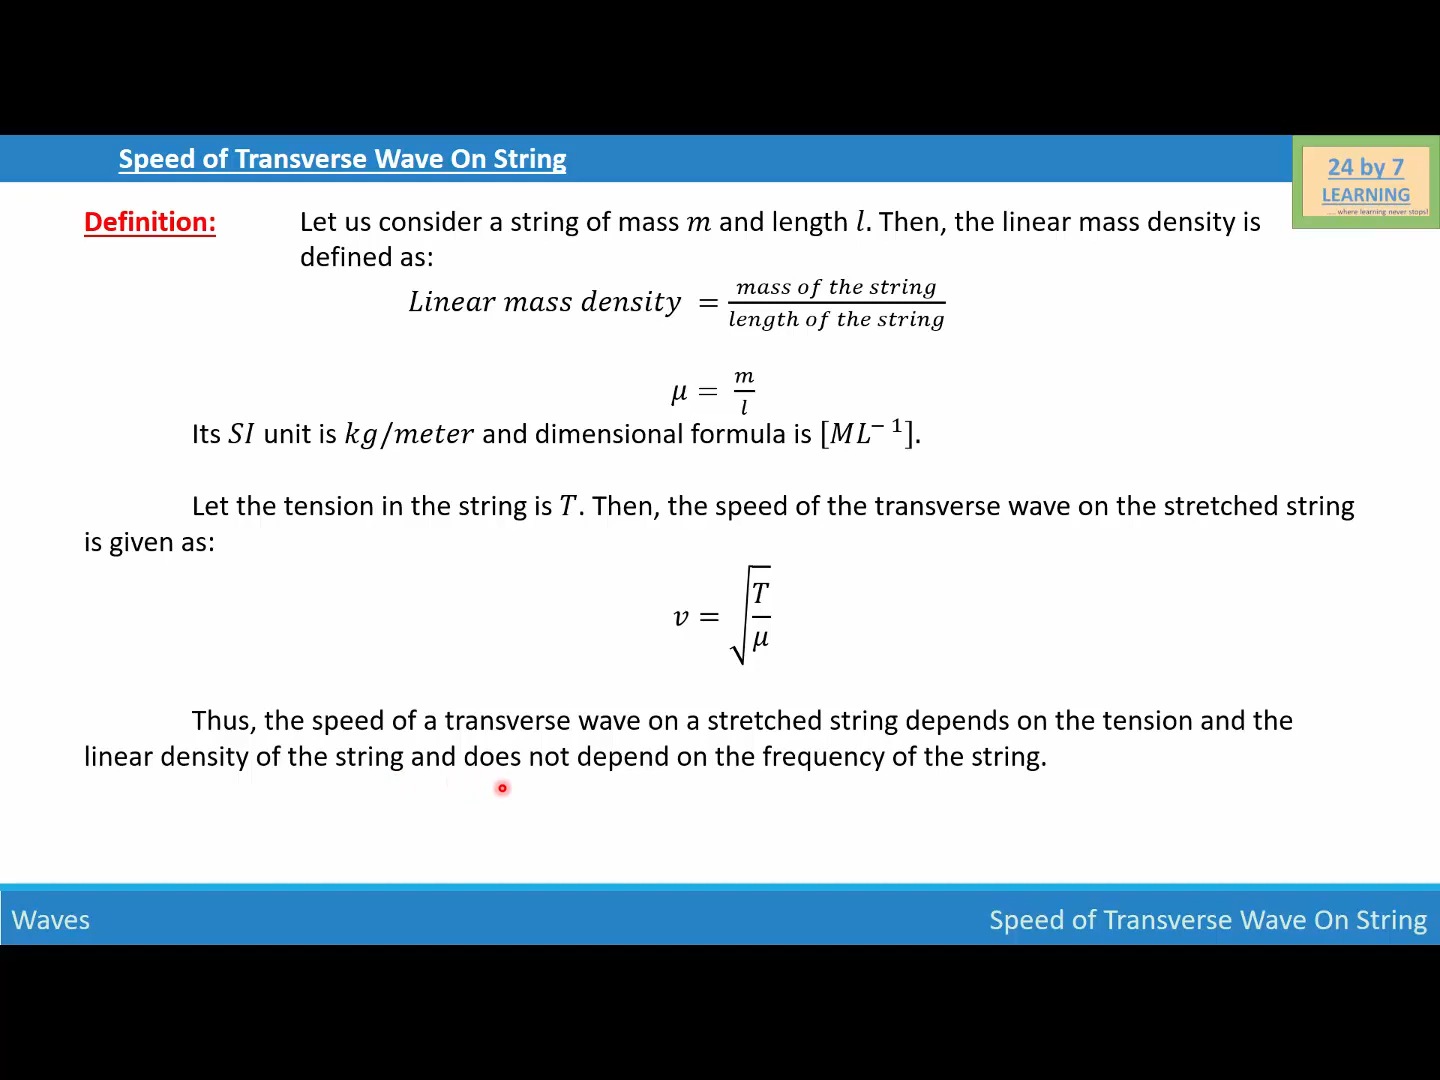 Speed of Transverse Wave On String
24 by 7
LEARNING
.... where learning never stops!
Definition: Let us consider a string of mass m and length l. Then, the linear mass density is
defined as:
Linear mass density = mass of the string / length of the string
μ = m / l
Its SI unit is kg/meter and dimensional formula is [ML⁻¹].
Let the tension in the string is T. Then, the speed of the transverse wave on the stretched string
is given as:
v = √(T / μ)
Thus, the speed of a transverse wave on a stretched string depends on the tension and the
linear density of the string and does not depend on the frequency of the string.
Waves
Speed of Transverse Wave On String